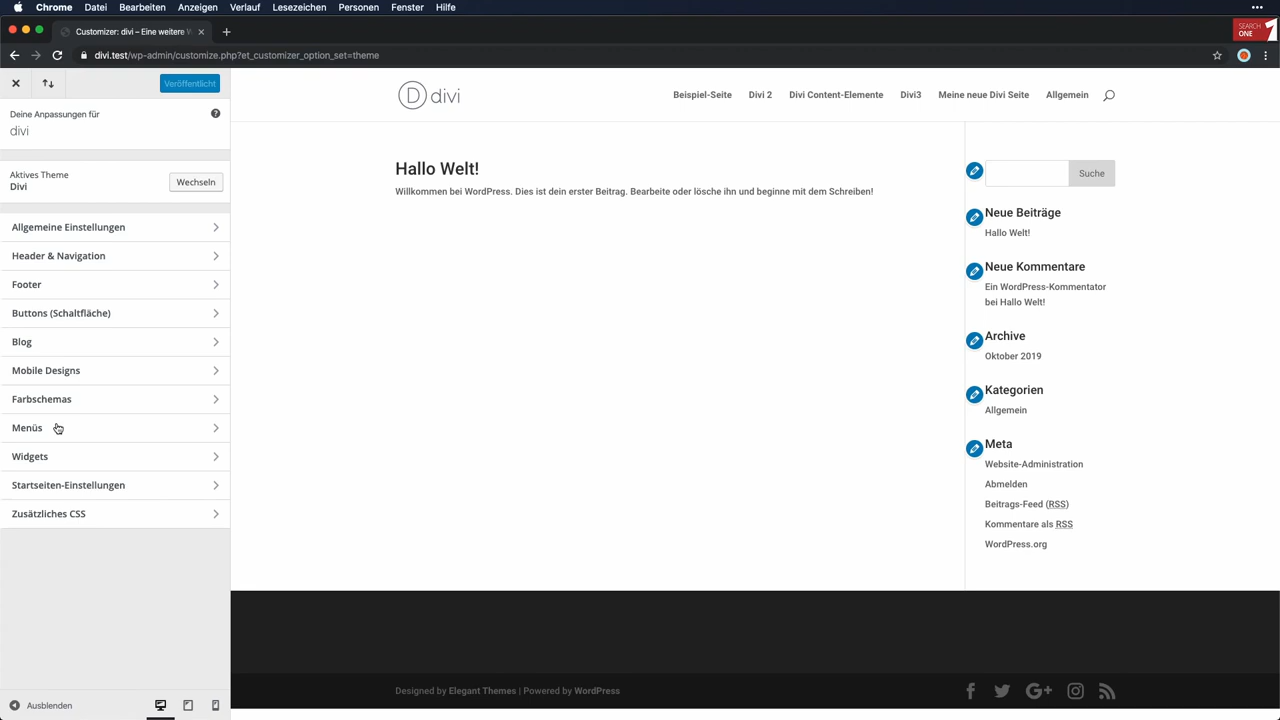 Chrome Datei Bearbeiten Anzeigen Verlauf Lesezeichen Personen Fenster Hilfe
Customizer: divi – Eine weitere W
SEARCH
ONE
divi.test/wp-admin/customize.php?et_customizer_option_set=theme
Veröffentlicht
Deine Anpassungen für
divi
Aktives Theme
Divi
Wechseln
Allgemeine Einstellungen
Header & Navigation
Footer
Buttons (Schaltfläche)
Blog
Mobile Designs
Farbschemas
Menüs
Widgets
Startseiten-Einstellungen
Zusätzliches CSS
Ausblenden
D divi
Beispiel-Seite Divi 2 Divi Content-Elemente Divi3 Meine neue Divi Seite Allgemein
Hallo Welt!
Willkommen bei WordPress. Dies ist dein erster Beitrag. Bearbeite oder lösche ihn und beginne mit dem Schreiben!
Suche
Neue Beiträge
Hallo Welt!
Neue Kommentare
Ein WordPress-Kommentator
bei Hallo Welt!
Archive
Oktober 2019
Kategorien
Allgemein
Meta
Website-Administration
Abmelden
Beitrags-Feed (RSS)
Kommentare als RSS
WordPress.org
Designed by Elegant Themes | Powered by WordPress